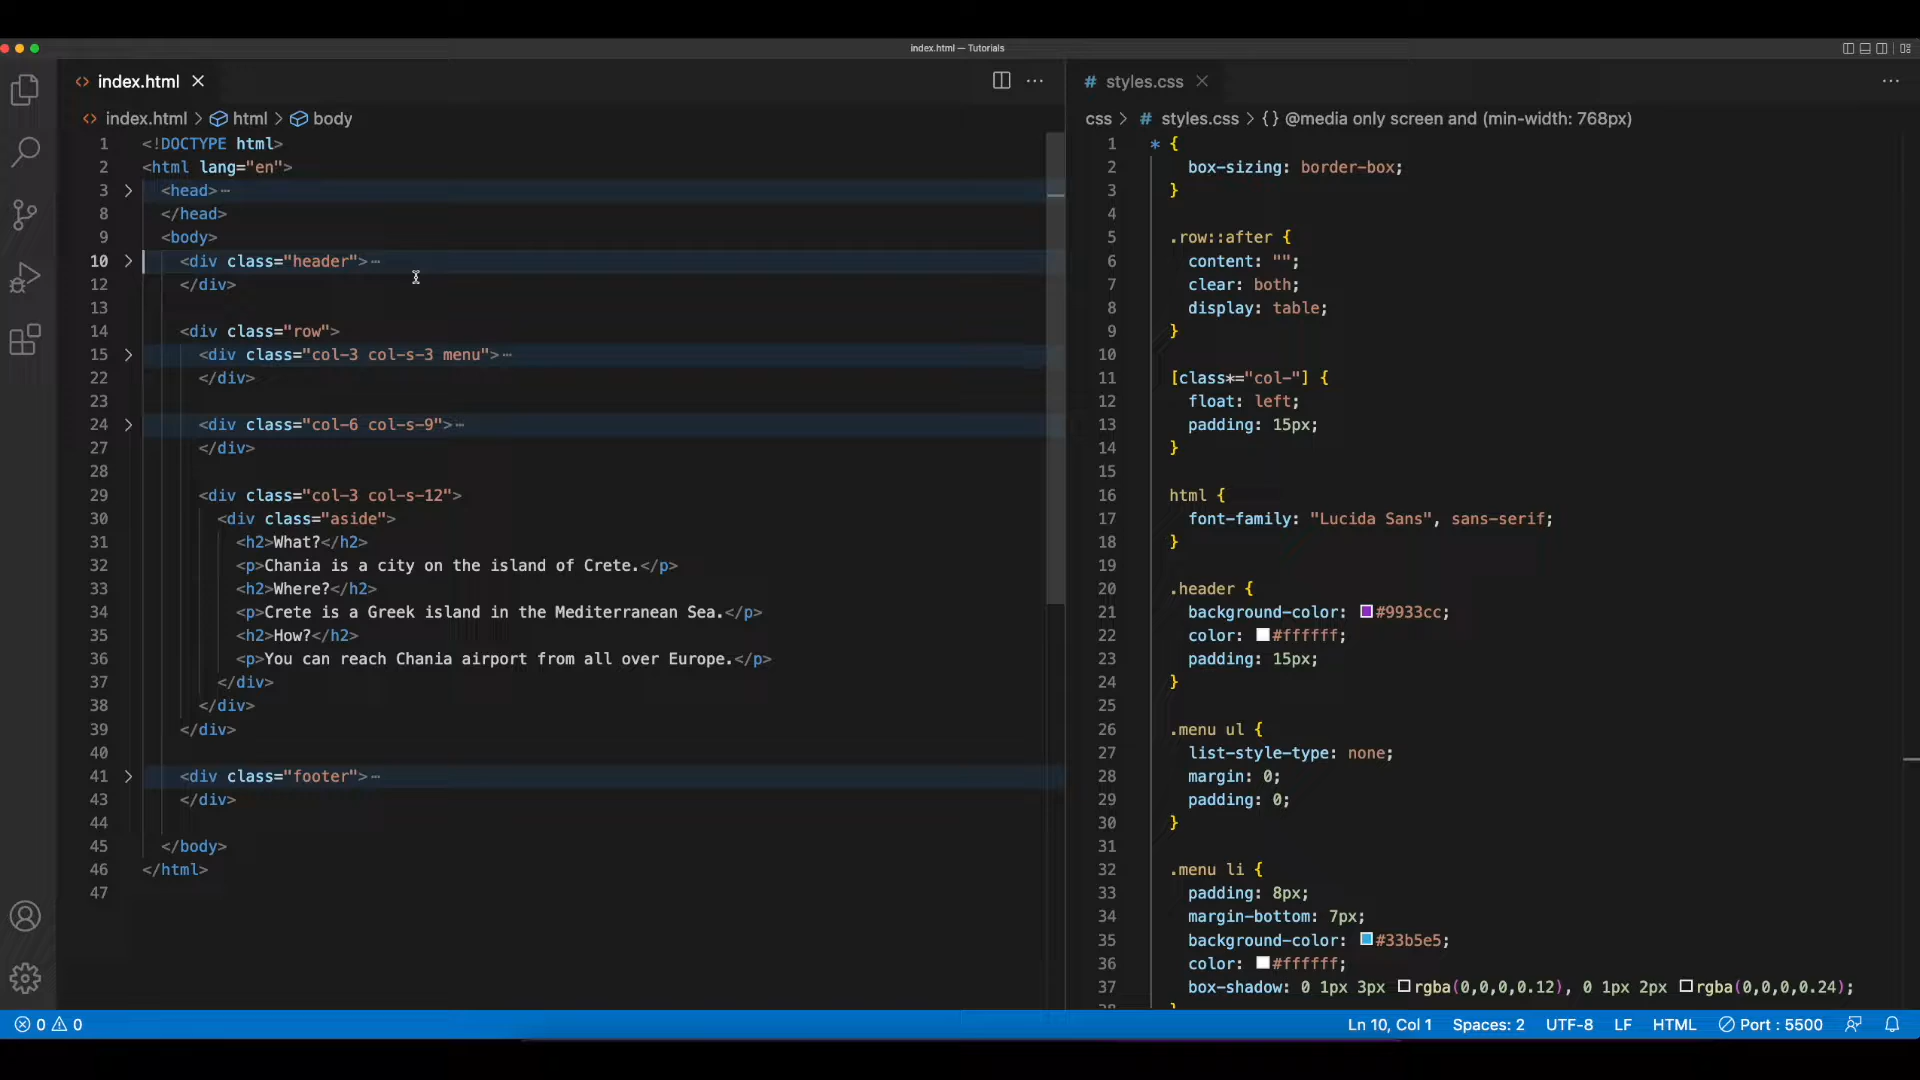 index.html — Tutorials
index.html
index.html > html > body
1 <!DOCTYPE html>
2 <html lang="en">
3 <head>…
8 </head>
9 <body>
10 <div class="header">…
12 </div>
13
14 <div class="row">
15 <div class="col-3 col-s-3 menu">…
22 </div>
23
24 <div class="col-6 col-s-9">…
27 </div>
28
29 <div class="col-3 col-s-12">
30 <div class="aside">
31 <h2>What?</h2>
32 <p>Chania is a city on the island of Crete.</p>
33 <h2>Where?</h2>
34 <p>Crete is a Greek island in the Mediterranean Sea.</p>
35 <h2>How?</h2>
36 <p>You can reach Chania airport from all over Europe.</p>
37 </div>
38 </div>
39 </div>
40
41 <div class="footer">…
43 </div>
44
45 </body>
46 </html>
47
# styles.css
css > # styles.css > {} @media only screen and (min-width: 768px)
1 * {
2 box-sizing: border-box;
3 }
4
5 .row::after {
6 content: "";
7 clear: both;
8 display: table;
9 }
10
11 [class*="col-"] {
12 float: left;
13 padding: 15px;
14 }
15
16 html {
17 font-family: "Lucida Sans", sans-serif;
18 }
19
20 .header {
21 background-color: #9933cc;
22 color: #ffffff;
23 padding: 15px;
24 }
25
26 .menu ul {
27 list-style-type: none;
28 margin: 0;
29 padding: 0;
30 }
31
32 .menu li {
33 padding: 8px;
34 margin-bottom: 7px;
35 background-color: #33b5e5;
36 color: #ffffff;
37 box-shadow: 0 1px 3px rgba(0,0,0,0.12), 0 1px 2px rgba(0,0,0,0.24);
0 0 Ln 10, Col 1 Spaces: 2 UTF-8 LF HTML Port : 5500